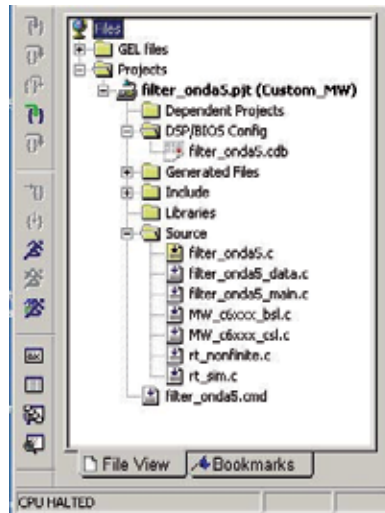 Files
GEL files
Projects
filter_onda5.pjt (Custom_MW)
Dependent Projects
DSP/BIOS Config
filter_onda5.cdb
Generated Files
Include
Libraries
Source
filter_onda5.c
filter_onda5_data.c
filter_onda5_main.c
MW_c6xxx_bsl.c
MW_c6xxx_csl.c
rt_nonfinite.c
rt_sim.c
filter_onda5.cmd
File View
Bookmarks
CPU HALTED